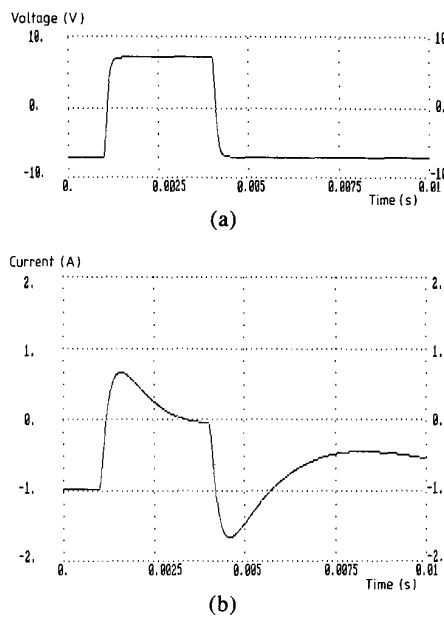 Voltage (V)
10. 10.
0. 0.
-10. -10.
0. 0.0025 0.005 0.0075 0.01
Time (s)
(a)
Current (A)
2. 2.
1. 1.
0. 0.
-1. -1.
-2. -2.
0. 0.0025 0.005 0.0075 0.01
Time (s)
(b)